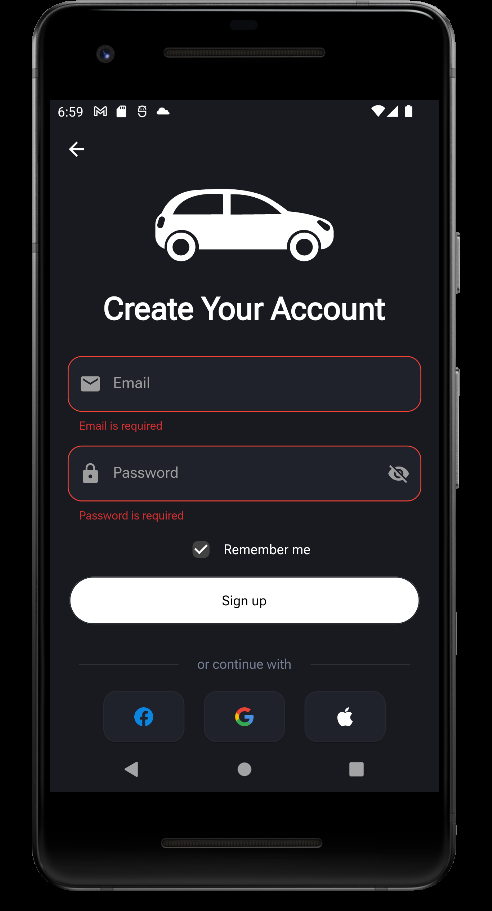 6:59
Create Your Account
Email
Email is required
Password
Password is required
Remember me
Sign up
or continue with